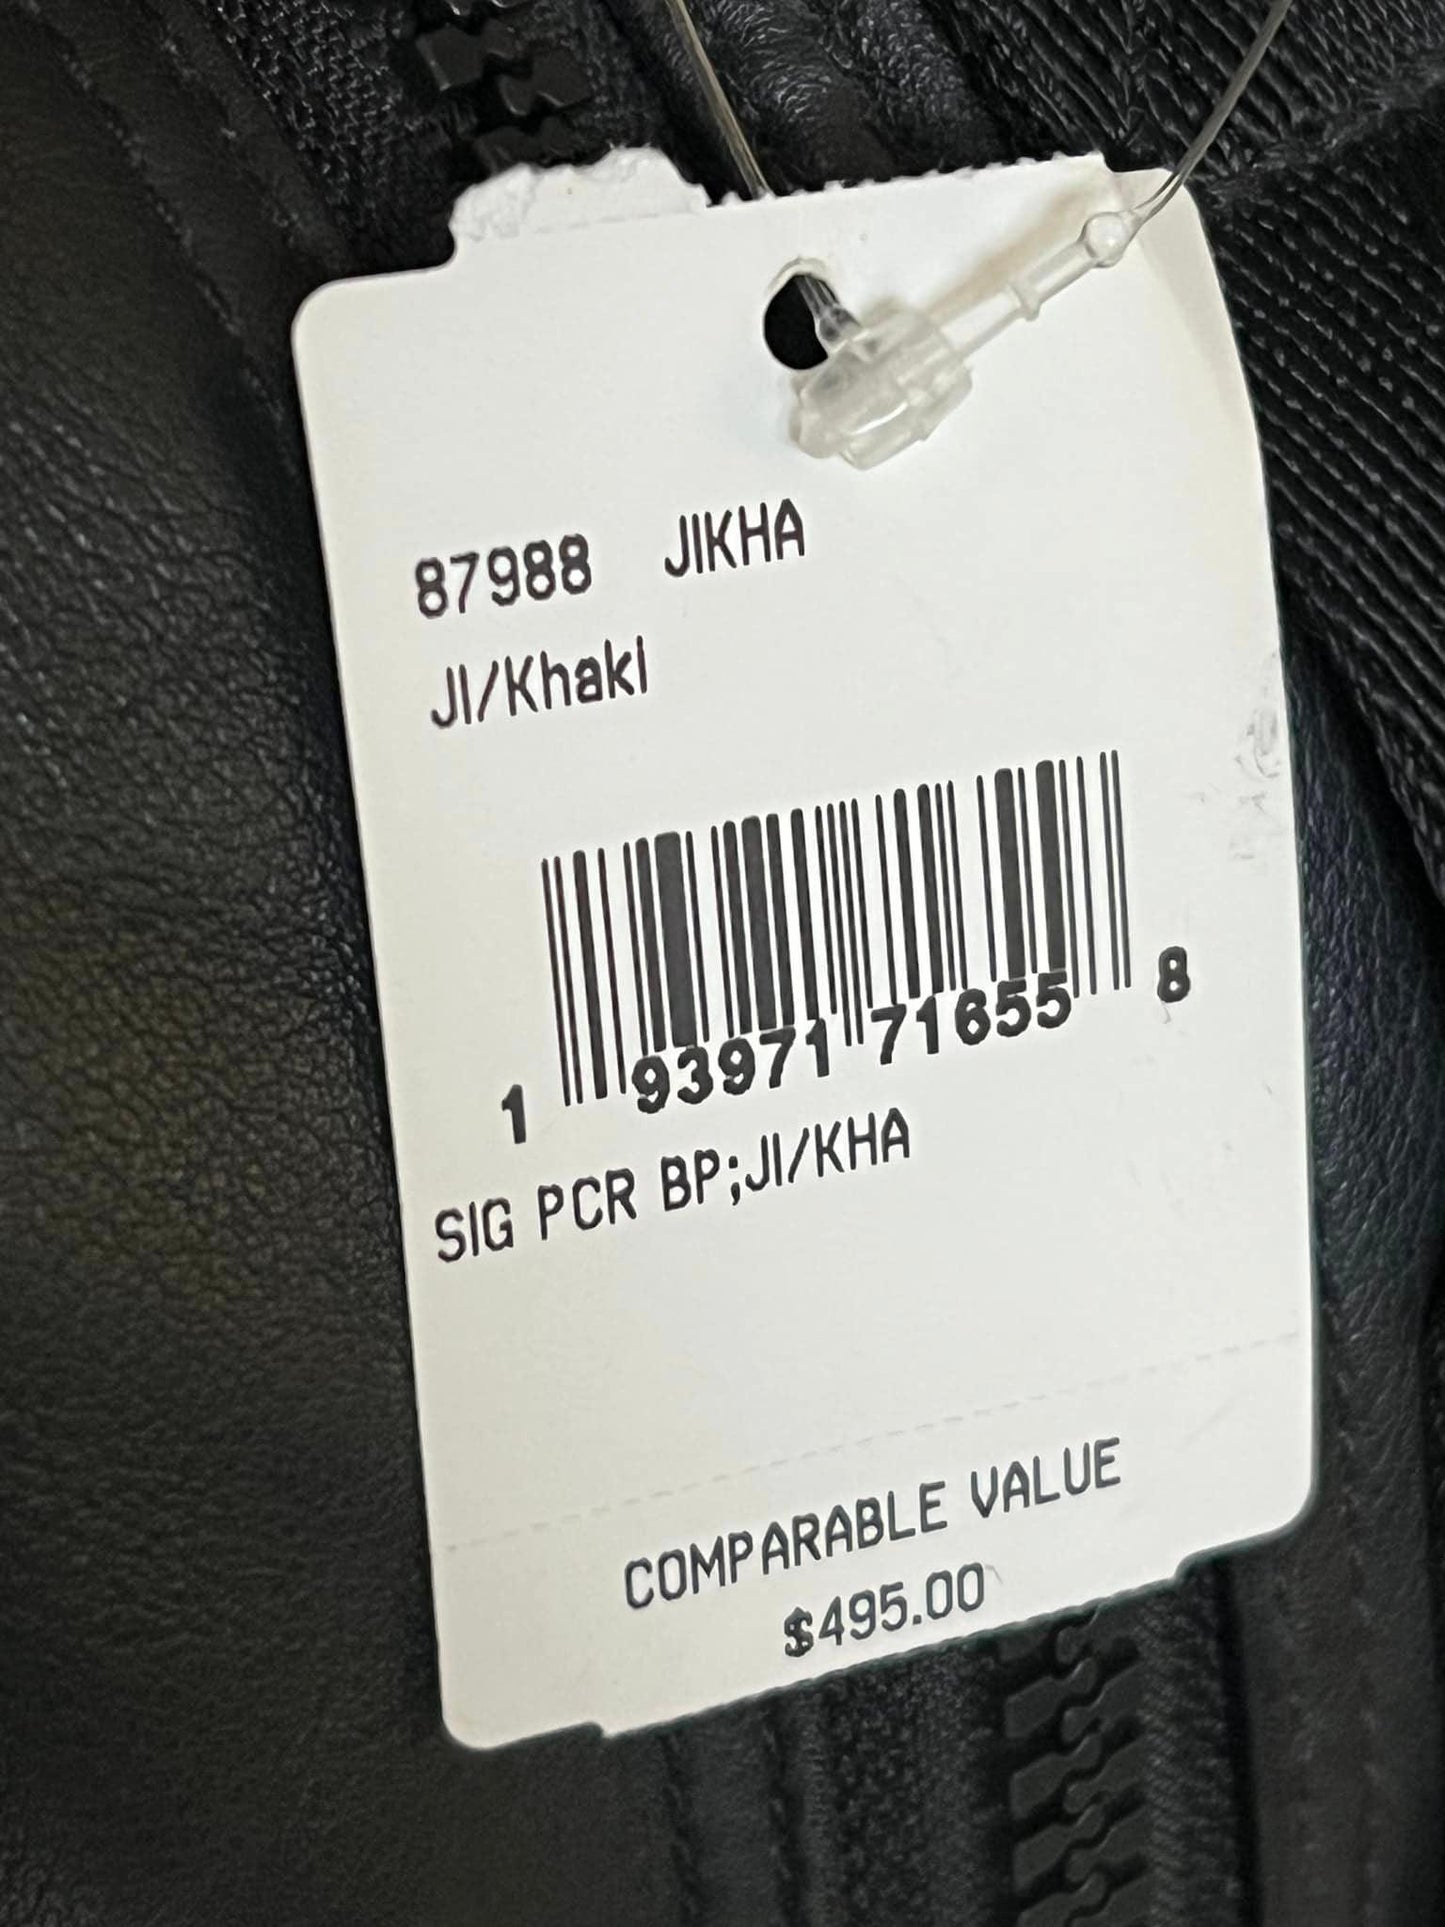 87988 JIKHA
JI/Khaki
1 93971 71655 8
SIG PCR BP;JI/KHA
COMPARABLE VALUE
$495.00